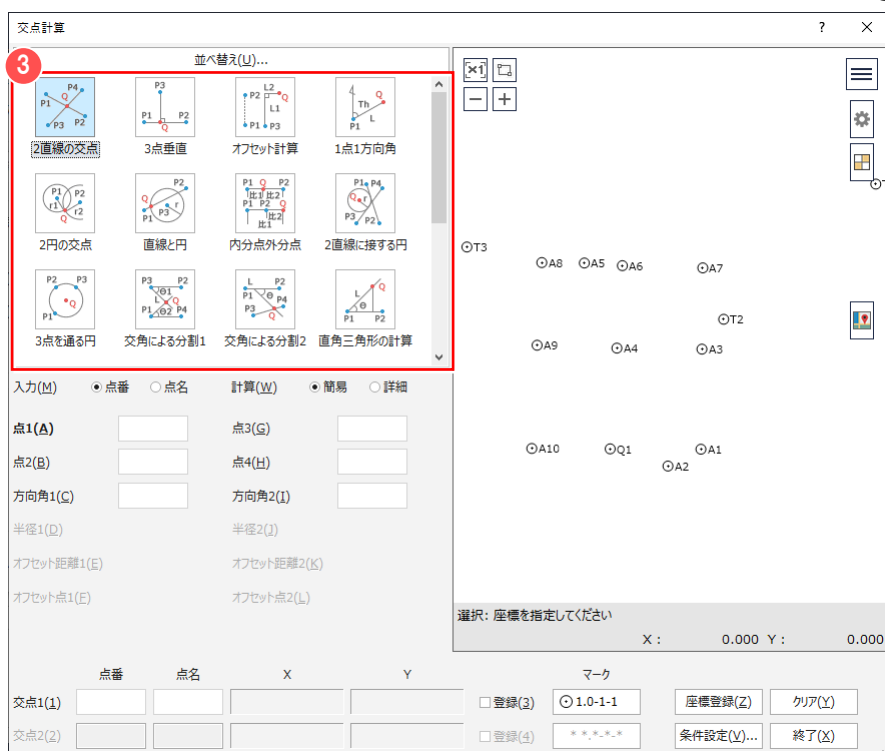 交点計算 ? ×
3
並べ替え(U)...
P1 P4 Q P3 P2
P3 P1 Q P2
P2 L2 Q L1 P1 P3
Th Q L P1
2直線の交点 3点垂直 オフセット計算 1点1方向角
P1 P2 r1 r2 Q
P2 Q P3 r P1
P1 Q P2 比1 比2 P1 P2 Q 比2 比1
P1 P4 Q r P3 P2
2円の交点 直線と円 内分点外分点 2直線に接する円
P2 P3 Q P1
P3 P2 θ1 L Q P1 θ2 P4
L P2 P1 θ P4 P3 Q
Q L θ P1 P2
3点を通る円 交角による分割1 交角による分割2 直角三角形の計算
入力(M) 点番 点名 計算(W) 簡易 詳細
点1(A) 点3(G)
点2(B) 点4(H)
方向角1(C) 方向角2(I)
半径1(D) 半径2(J)
オフセット距離1(E) オフセット距離2(K)
オフセット点1(F) オフセット点2(L)
×1
T3
A8 A5 A6 A7
T2
A9 A4 A3
A10 Q1 A1
A2
選択: 座標を指定してください
X : 0.000 Y : 0.000
点番 点名 X Y マーク
交点1(1) 登録(3) 1.0-1-1 座標登録(Z) クリア(Y)
交点2(2) 登録(4) * *.*-*-* 条件設定(V)... 終了(X)